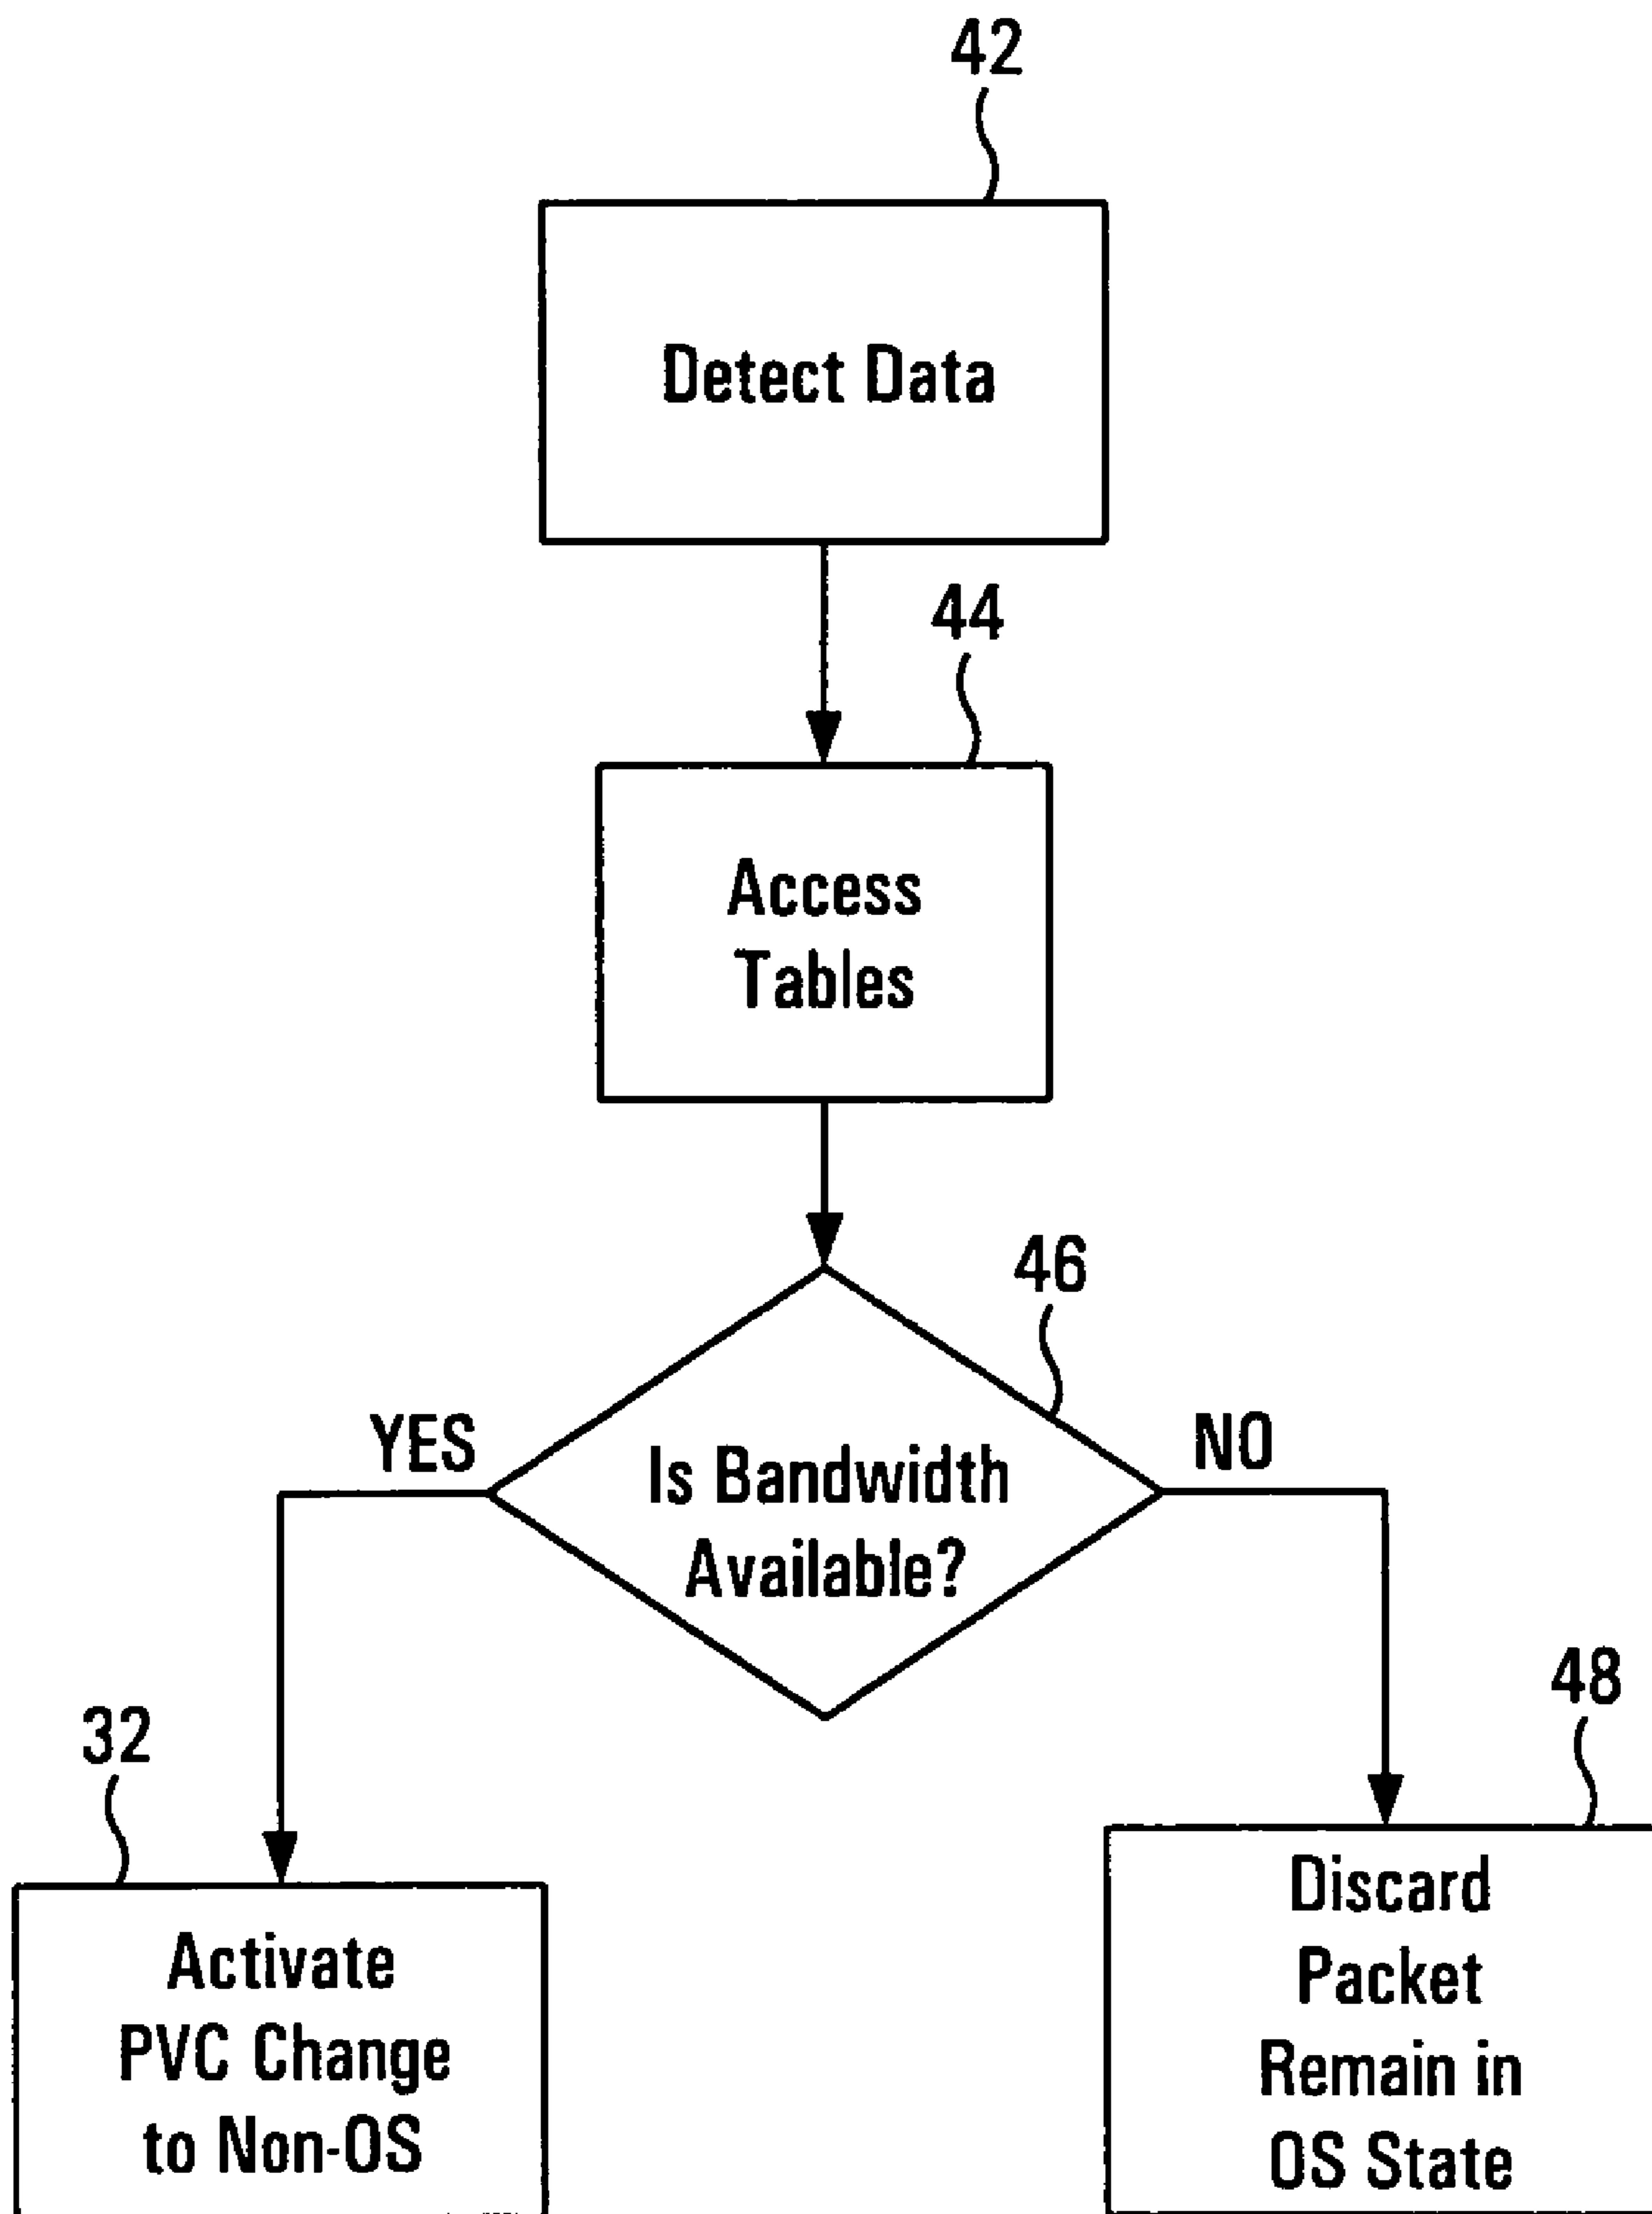 42
Detect Data
44
Access
Tables
46
YES
NO
Is Bandwidth
Available?
32
48
Activate
PVC Change
to Non-OS
Discard
Packet
Remain in
OS State